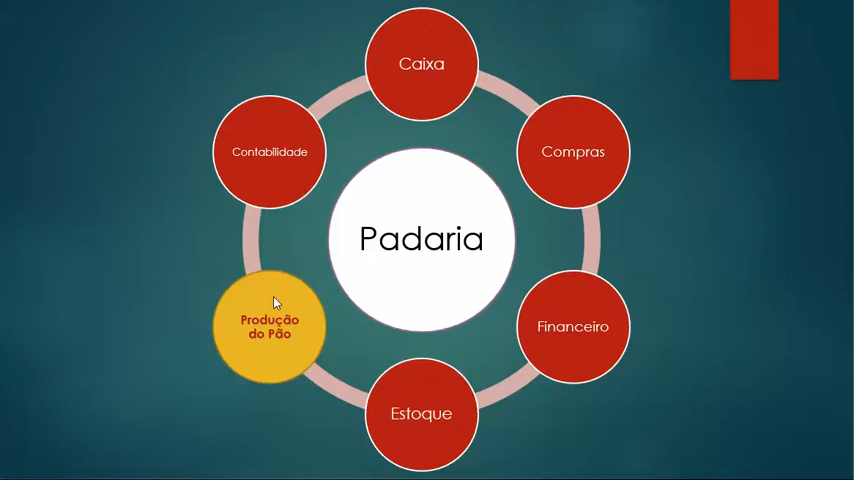 Caixa
Contabilidade
Compras
Padaria
Produção
do Pão
Financeiro
Estoque